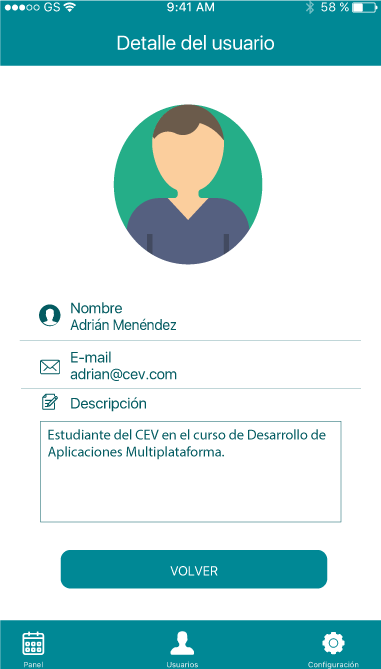 GS 9:41 AM 58 %
Detalle del usuario
Nombre
Adrián Menéndez
E-mail
adrian@cev.com
Descripción
Estudiante del CEV en el curso de Desarrollo de
Aplicaciones Multiplataforma.
VOLVER
Panel Usuarios Configuración